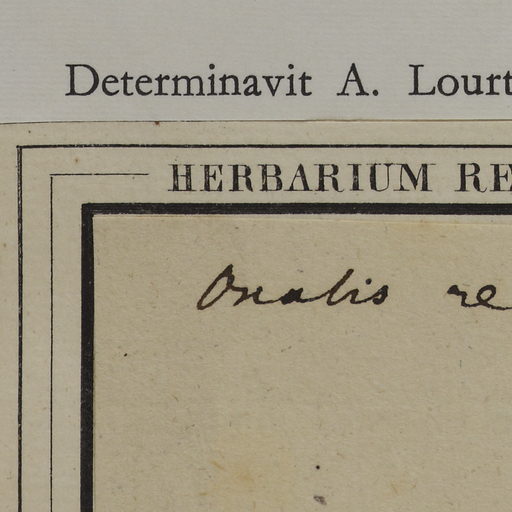 Determinavit A. Lourt
HERBARIUM RE
Oxalis re